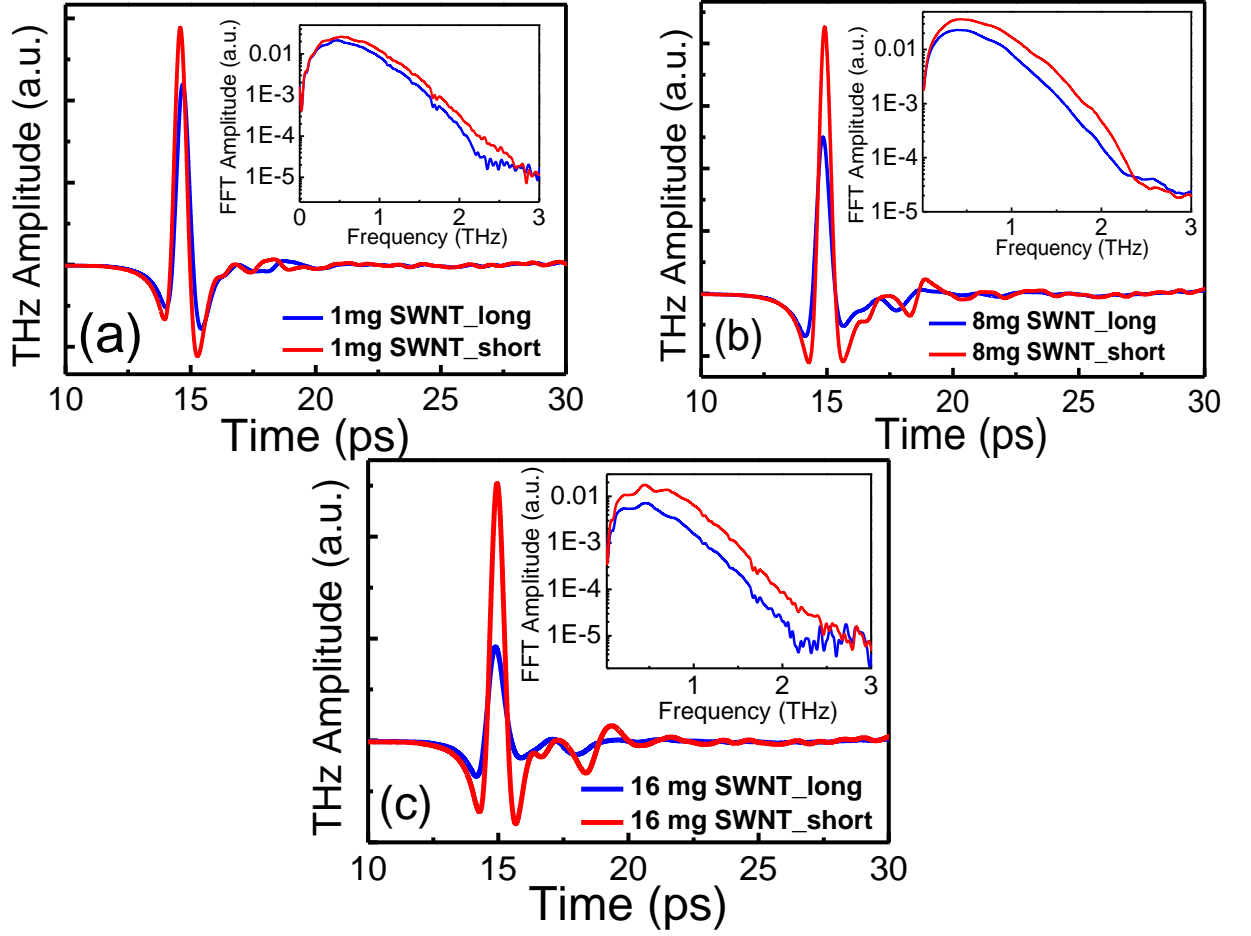 THz Amplitude (a.u.)
FFT Amplitude (a.u.)
0.01
1E-3
1E-4
1E-5
0 1 2 3
Frequency (THz)
(a)
1mg SWNT_long
1mg SWNT_short
10 15 20 25 30
Time (ps)
THz Amplitude (a.u.)
FFT Amplitude (a.u.)
0.01
1E-3
1E-4
1E-5
1 2 3
Frequency (THz)
(b)
8mg SWNT_long
8mg SWNT_short
10 15 20 25 30
Time (ps)
THz Amplitude (a.u.)
FFT Amplitude (a.u.)
0.01
1E-3
1E-4
1E-5
1 2 3
Frequency (THz)
(c)
16 mg SWNT_long
16 mg SWNT_short
10 15 20 25 30
Time (ps)